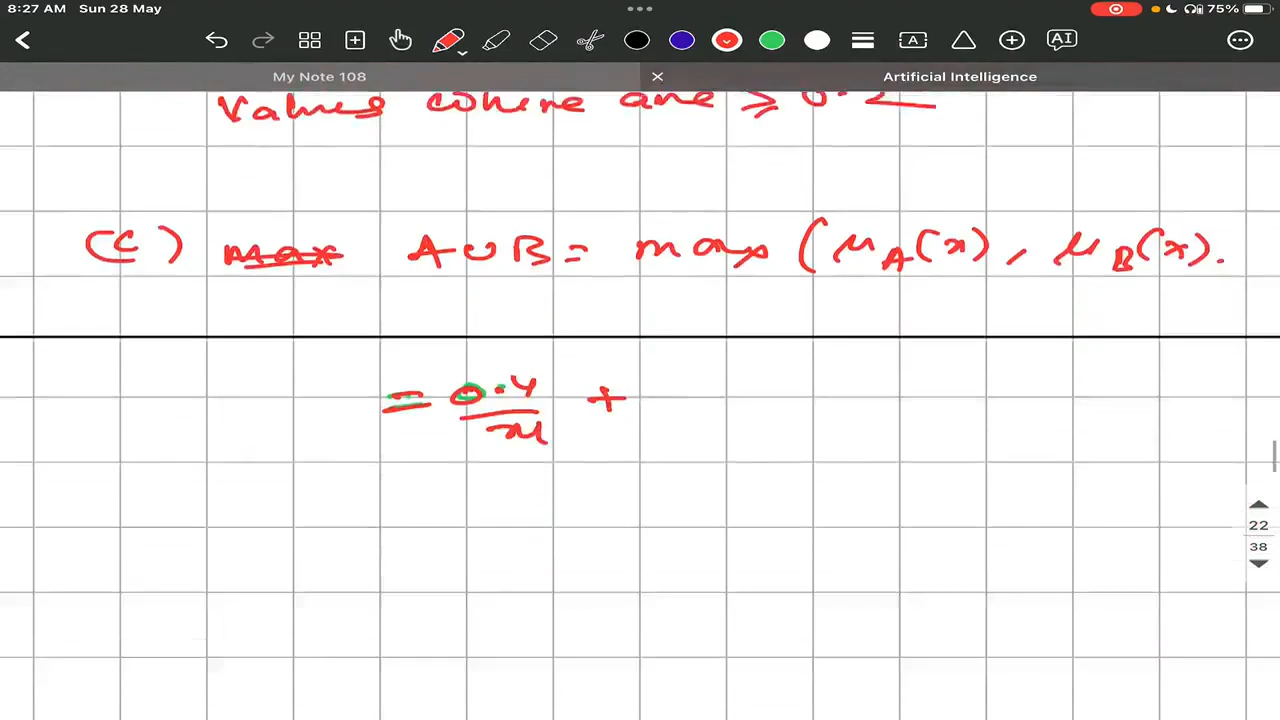 8:27 AM Sun 28 May 75%
My Note 108 Artificial Intelligence
values where are ≥ 0.2
(c) max A∪B = max (μA(x), μB(x).
= 0.4/x1 +
22
38